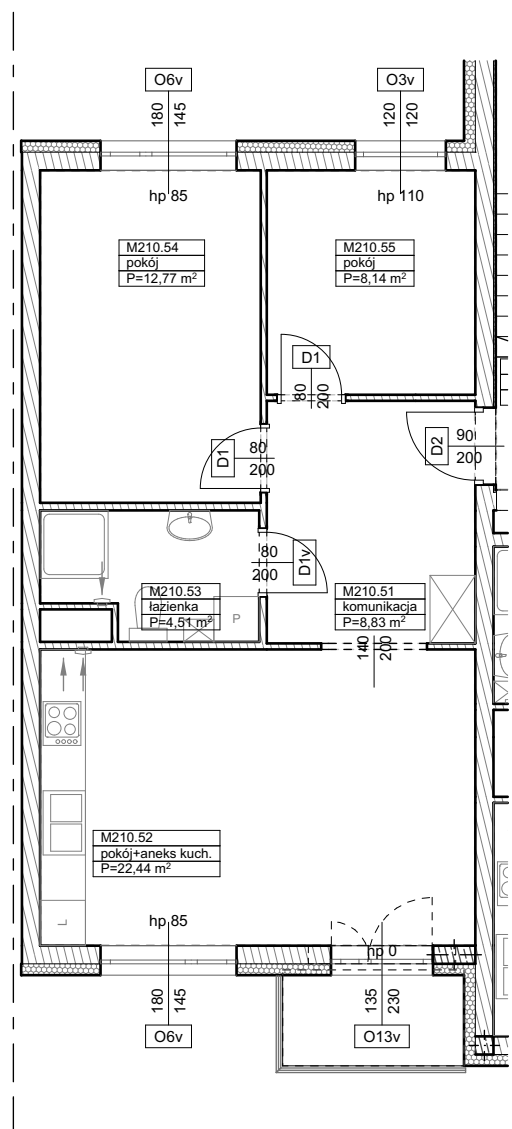 O6v
180
145
O3v
120
120
hp 85
hp 110
M210.54
pokój
P=12,77 m²
M210.55
pokój
P=8,14 m²
D1
80
200
D1
80
200
D2
90
200
80
200
D1v
M210.53
łazienka
P=4,51 m²
P
M210.51
komunikacja
P=8,83 m²
140
200
M210.52
pokój+aneks kuch.
P=22,44 m²
L
hp 85
hp 0
180
145
135
230
O6v
O13v